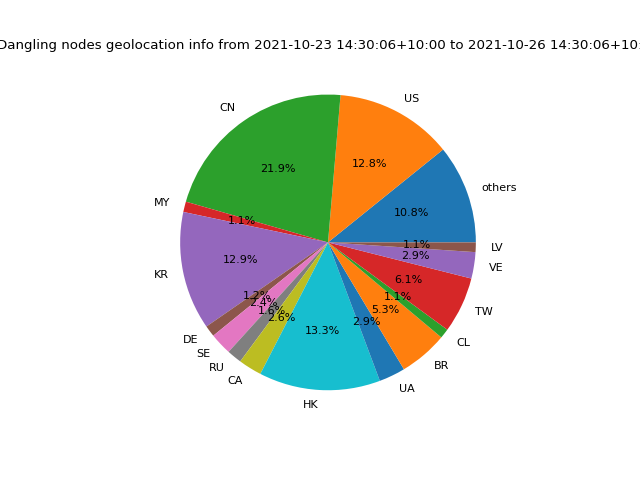 Dangling nodes geolocation info from 2021-10-23 14:30:06+10:00 to 2021-10-26 14:30:06+10:
others
10.8%
US
12.8%
CN
21.9%
MY
1.1%
KR
12.9%
DE
1.2%
SE
2.4%
RU
1.6%
CA
2.6%
HK
13.3%
UA
2.9%
BR
5.3%
CL
1.1%
TW
6.1%
VE
2.9%
LV
1.1%